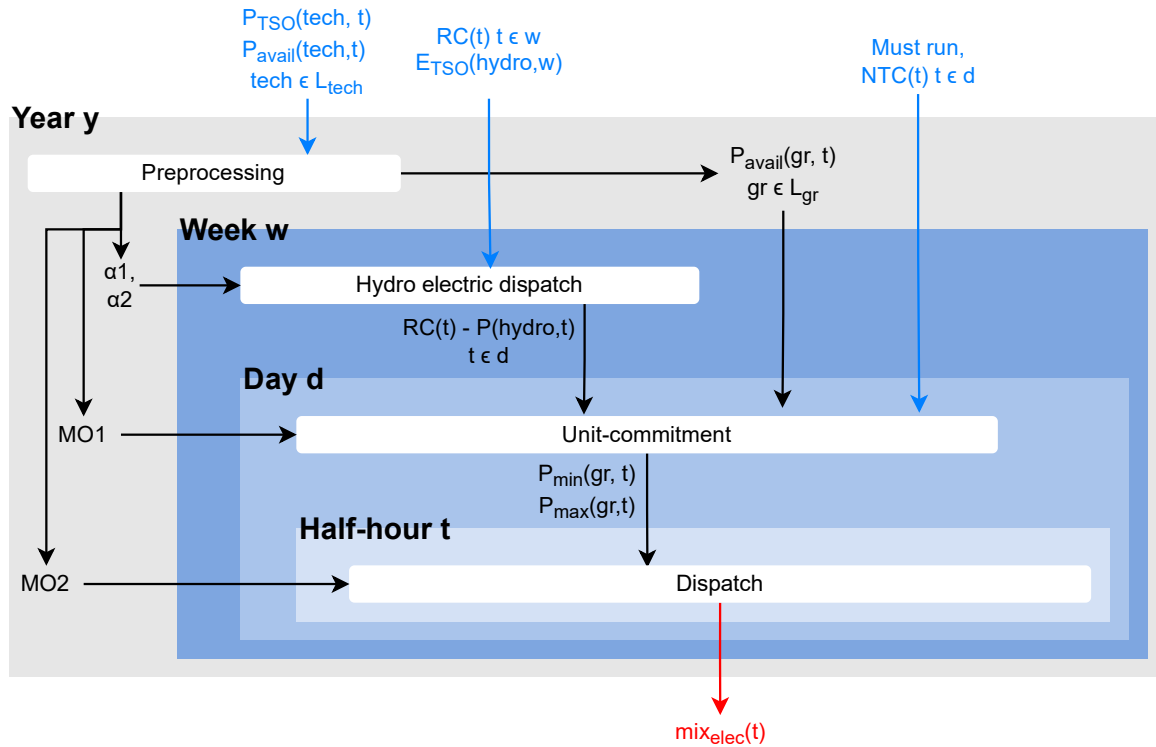 P_TSO(tech, t)
P_avail(tech,t)
tech ϵ L_tech
RC(t) t ϵ w
E_TSO(hydro,w)
Must run,
NTC(t) t ϵ d
Year y
Preprocessing
P_avail(gr, t)
gr ϵ L_gr
Week w
α1,
α2
Hydro electric dispatch
RC(t) - P(hydro,t)
t ϵ d
Day d
MO1
Unit-commitment
P_min(gr, t)
P_max(gr,t)
Half-hour t
MO2
Dispatch
mix_elec(t)